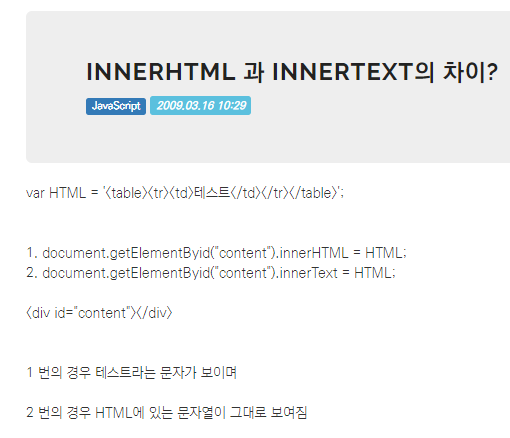 INNERHTML 과 INNERTEXT의 차이?
JavaScript 2009.03.16 10:29
var HTML = '<table><tr><td>테스트</td></tr></table>';
1. document.getElementByid("content").innerHTML = HTML;
2. document.getElementByid("content").innerText = HTML;
<div id="content"></div>
1 번의 경우 테스트라는 문자가 보이며
2 번의 경우 HTML에 있는 문자열이 그대로 보여짐